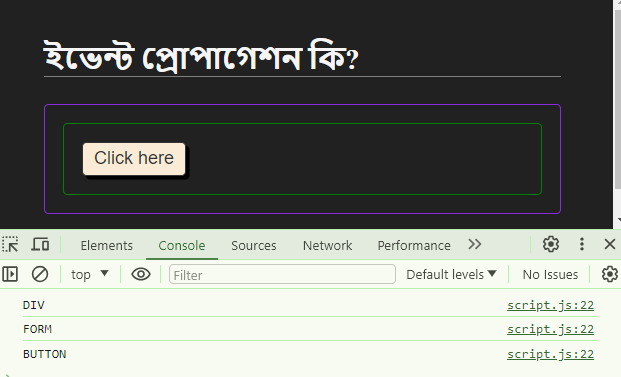 ইভেন্ট প্রোপাগেশন কি?
Click here
Elements Console Sources Network Performance
top Filter Default levels No Issues
DIV script.js:22
FORM script.js:22
BUTTON script.js:22